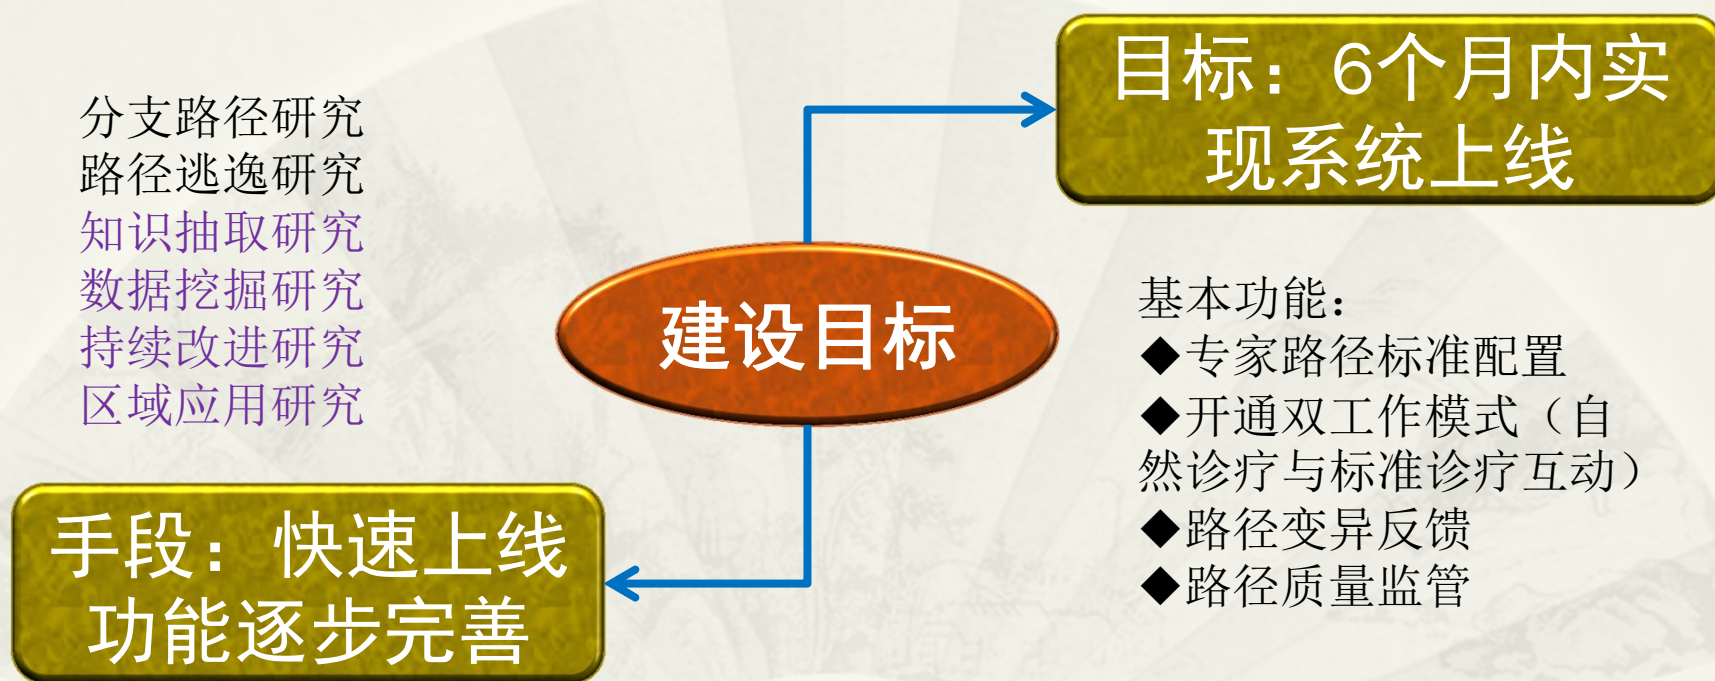 分支路径研究
路径逃逸研究
知识抽取研究
数据挖掘研究
持续改进研究
区域应用研究
目标：6个月内实
现系统上线
建设目标
基本功能：
◆专家路径标准配置
◆开通双工作模式（自
然诊疗与标准诊疗互动）
◆路径变异反馈
◆路径质量监管
手段：快速上线
功能逐步完善